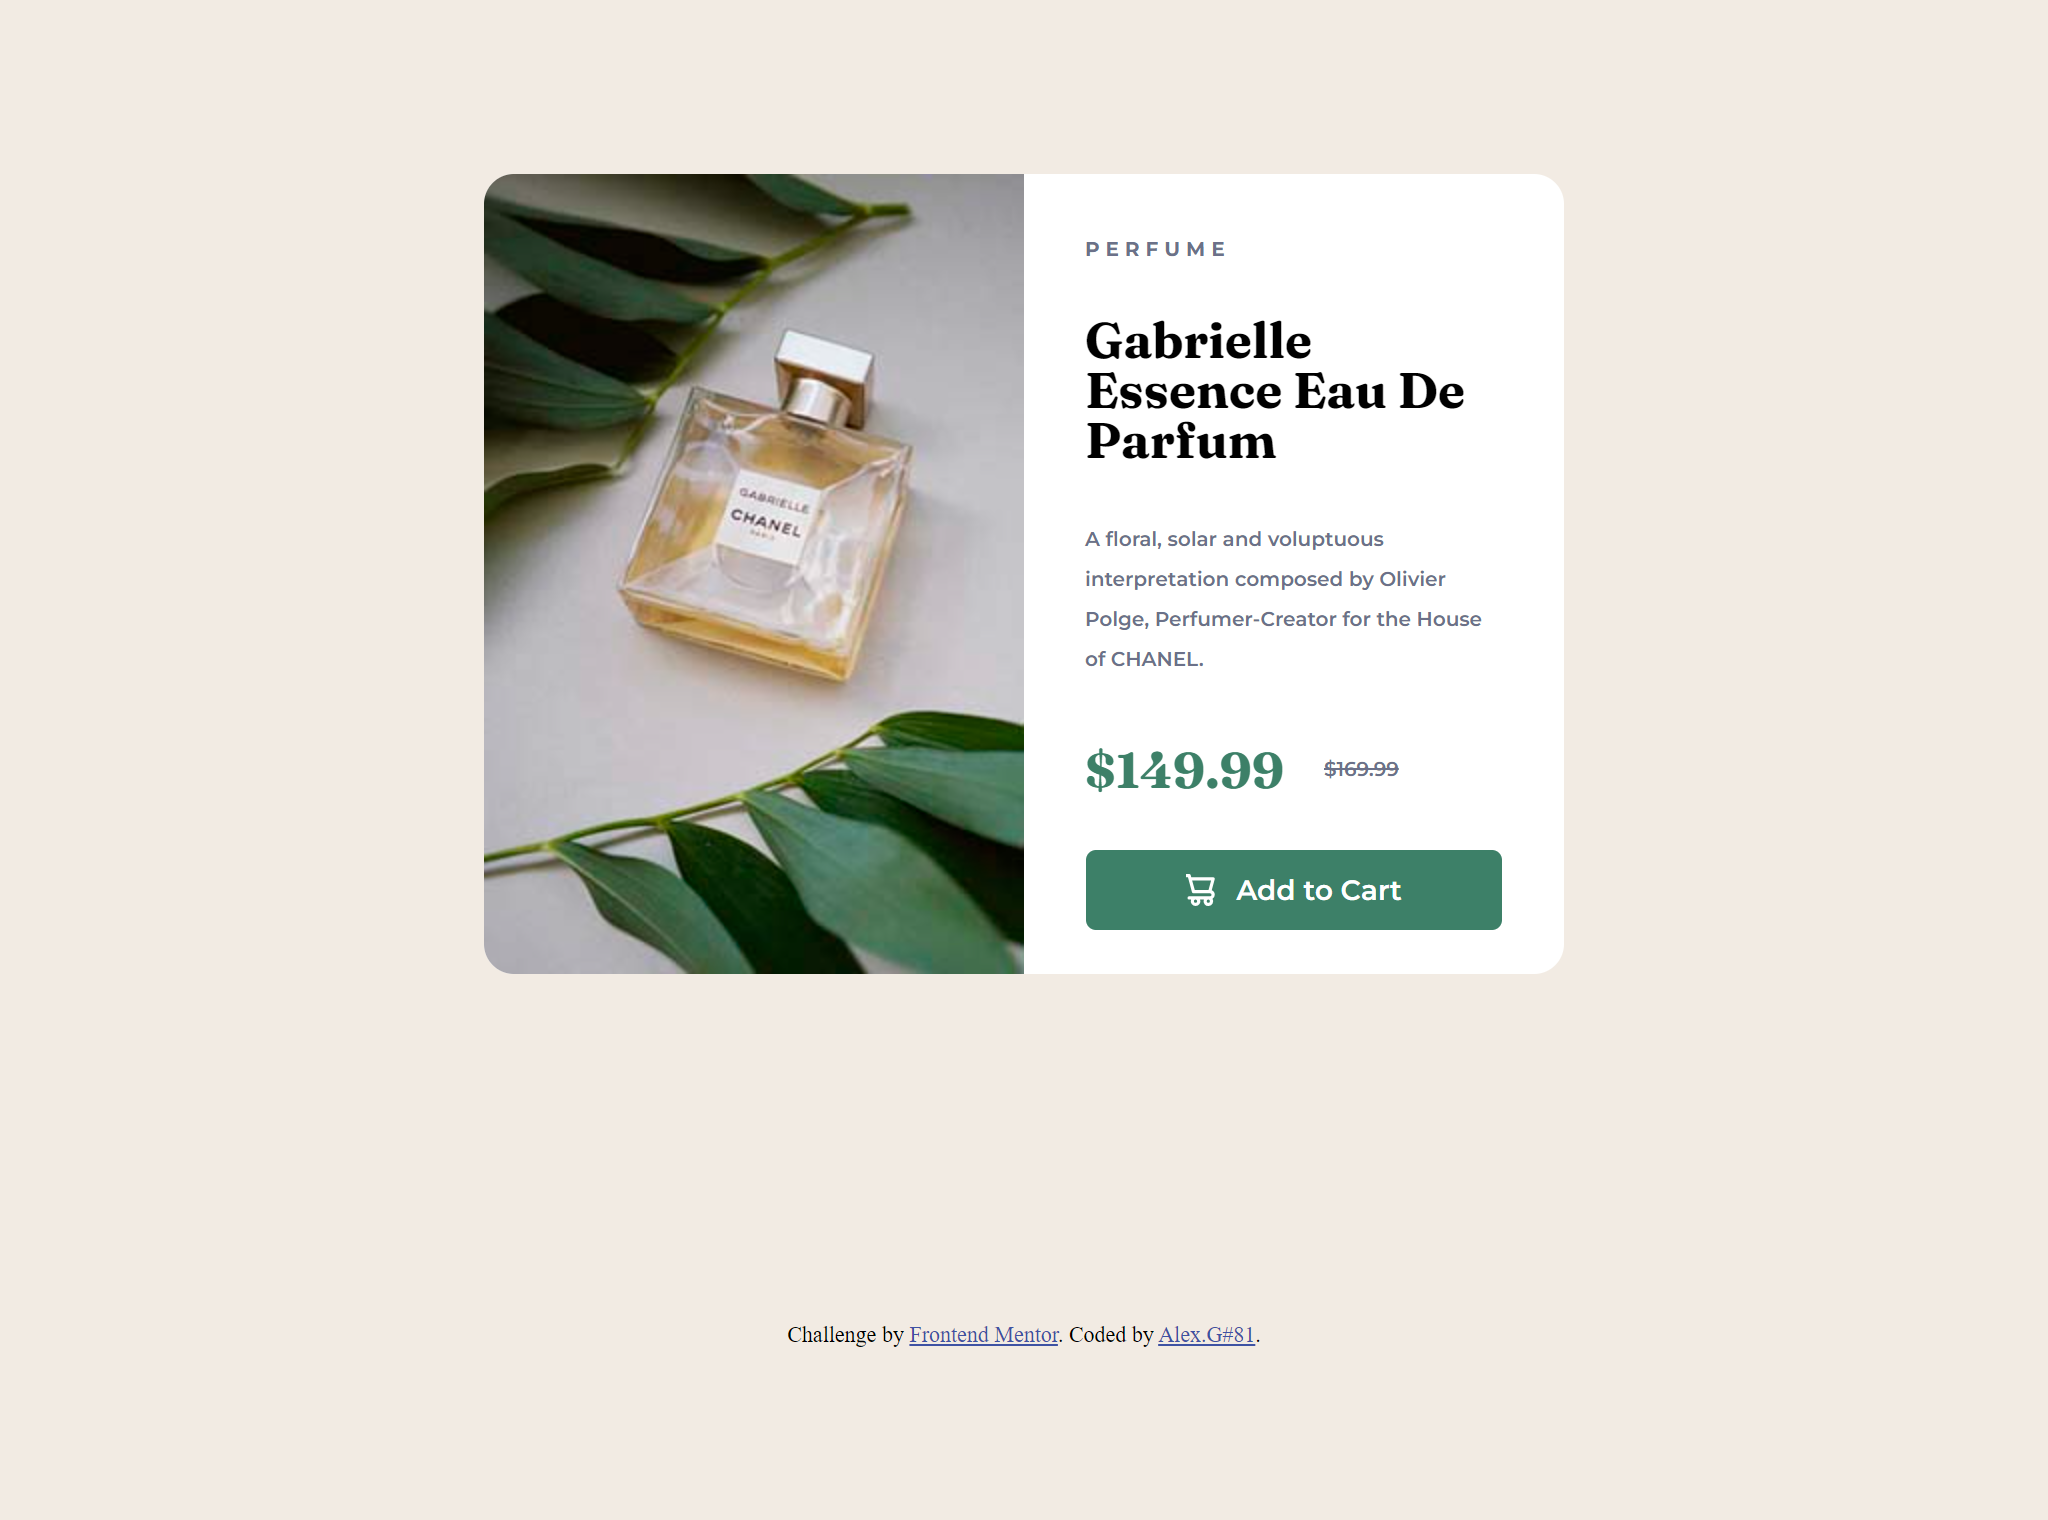 GABRIELLE
CHANEL
PARIS
PERFUME
Gabrielle
Essence Eau De
Parfum
A floral, solar and voluptuous
interpretation composed by Olivier
Polge, Perfumer-Creator for the House
of CHANEL.
$149.99 $169.99
Add to Cart
Challenge by Frontend Mentor. Coded by Alex.G#81.